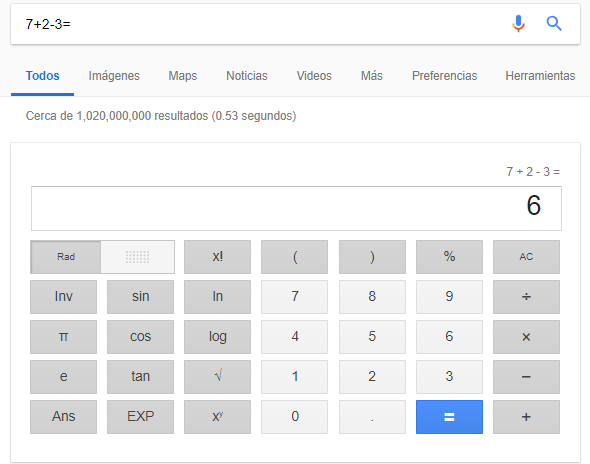 7+2-3=
Todos Imágenes Maps Noticias Videos Más Preferencias Herramientas
Cerca de 1,020,000,000 resultados (0.53 segundos)
7 + 2 - 3 =
6
Rad x! ( ) % AC
Inv sin ln 7 8 9 ÷
π cos log 4 5 6 ×
e tan √ 1 2 3 −
Ans EXP xʸ 0 . = +